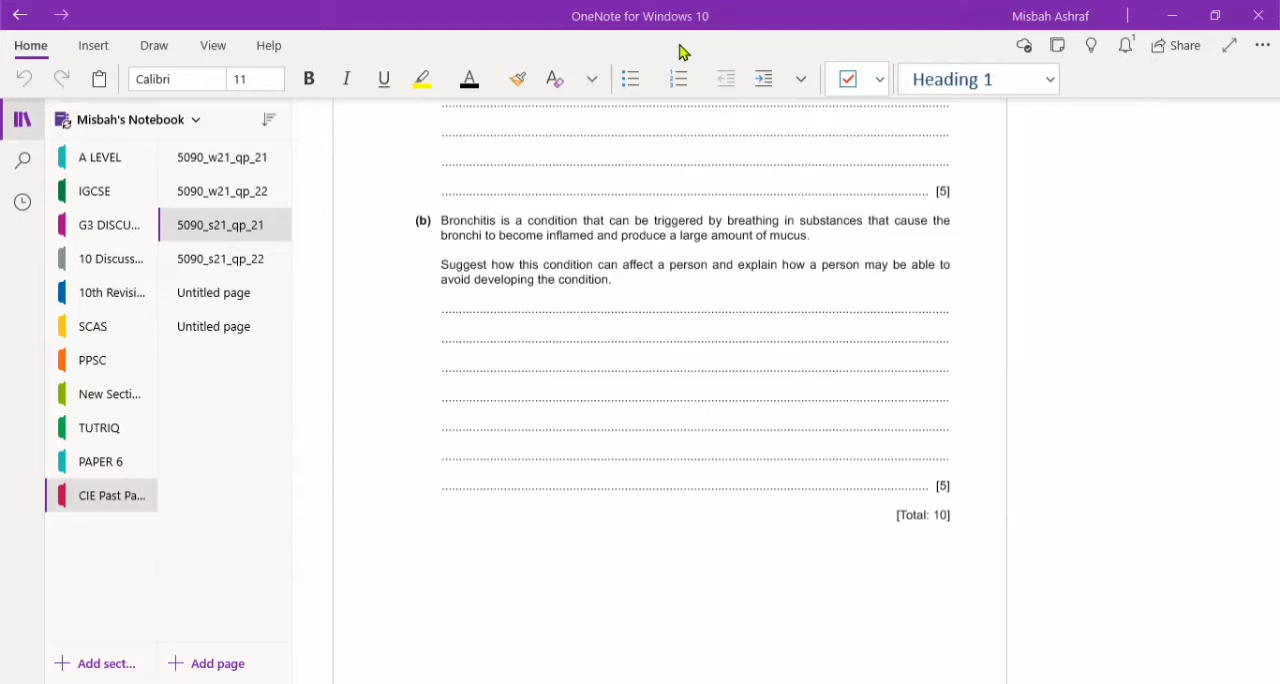 OneNote for Windows 10
Misbah Ashraf
Home Insert Draw View Help
Share
Calibri 11 B I U A Heading 1
Misbah's Notebook
A LEVEL
IGCSE
G3 DISCU...
10 Discuss...
10th Revisi...
SCAS
PPSC
New Secti...
TUTRIQ
PAPER 6
CIE Past Pa...
Add sect...
5090_w21_qp_21
5090_w21_qp_22
5090_s21_qp_21
5090_s21_qp_22
Untitled page
Untitled page
Add page
[5]
(b) Bronchitis is a condition that can be triggered by breathing in substances that cause the
bronchi to become inflamed and produce a large amount of mucus.
Suggest how this condition can affect a person and explain how a person may be able to
avoid developing the condition.
[5]
[Total: 10]